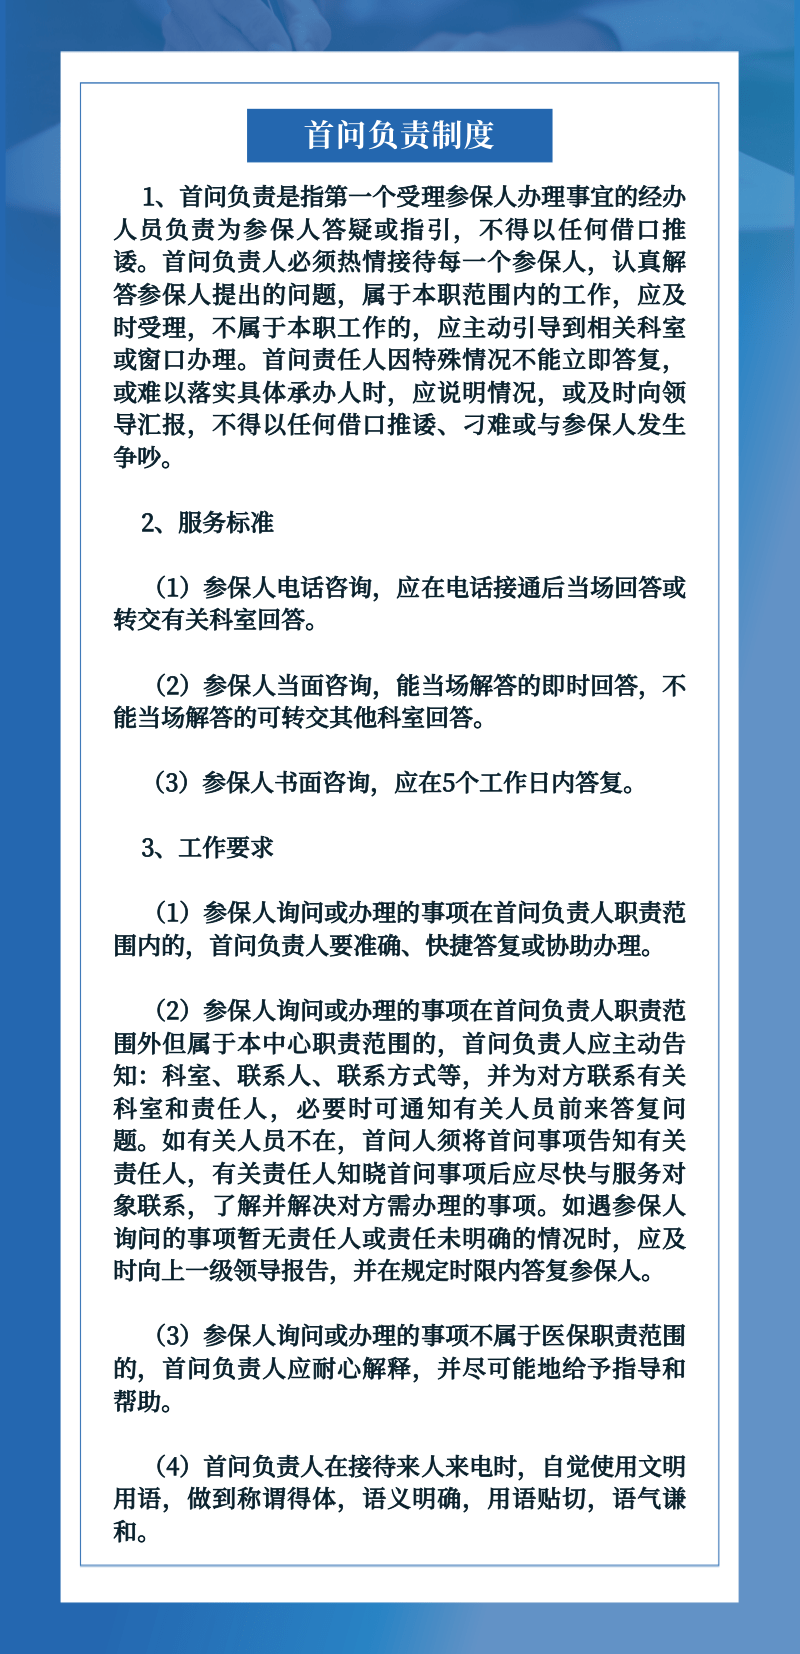 首问负责制度
1、首问负责是指第一个受理参保人办理事宜的经办
人员负责为参保人答疑或指引，不得以任何借口推
诿。首问负责人必须热情接待每一个参保人，认真解
答参保人提出的问题，属于本职范围内的工作，应及
时受理，不属于本职工作的，应主动引导到相关科室
或窗口办理。首问责任人因特殊情况不能立即答复，
或难以落实具体承办人时，应说明情况，或及时向领
导汇报，不得以任何借口推诿、刁难或与参保人发生
争吵。
2、服务标准
（1）参保人电话咨询，应在电话接通后当场回答或
转交有关科室回答。
（2）参保人当面咨询，能当场解答的即时回答，不
能当场解答的可转交其他科室回答。
（3）参保人书面咨询，应在5个工作日内答复。
3、工作要求
（1）参保人询问或办理的事项在首问负责人职责范
围内的，首问负责人要准确、快捷答复或协助办理。
（2）参保人询问或办理的事项在首问负责人职责范
围外但属于本中心职责范围的，首问负责人应主动告
知：科室、联系人、联系方式等，并为对方联系有关
科室和责任人，必要时可通知有关人员前来答复问
题。如有关人员不在，首问人须将首问事项告知有关
责任人，有关责任人知晓首问事项后应尽快与服务对
象联系，了解并解决对方需办理的事项。如遇参保人
询问的事项暂无责任人或责任未明确的情况时，应及
时向上一级领导报告，并在规定时限内答复参保人。
（3）参保人询问或办理的事项不属于医保职责范围
的，首问负责人应耐心解释，并尽可能地给予指导和
帮助。
（4）首问负责人在接待来人来电时，自觉使用文明
用语，做到称谓得体，语义明确，用语贴切，语气谦
和。